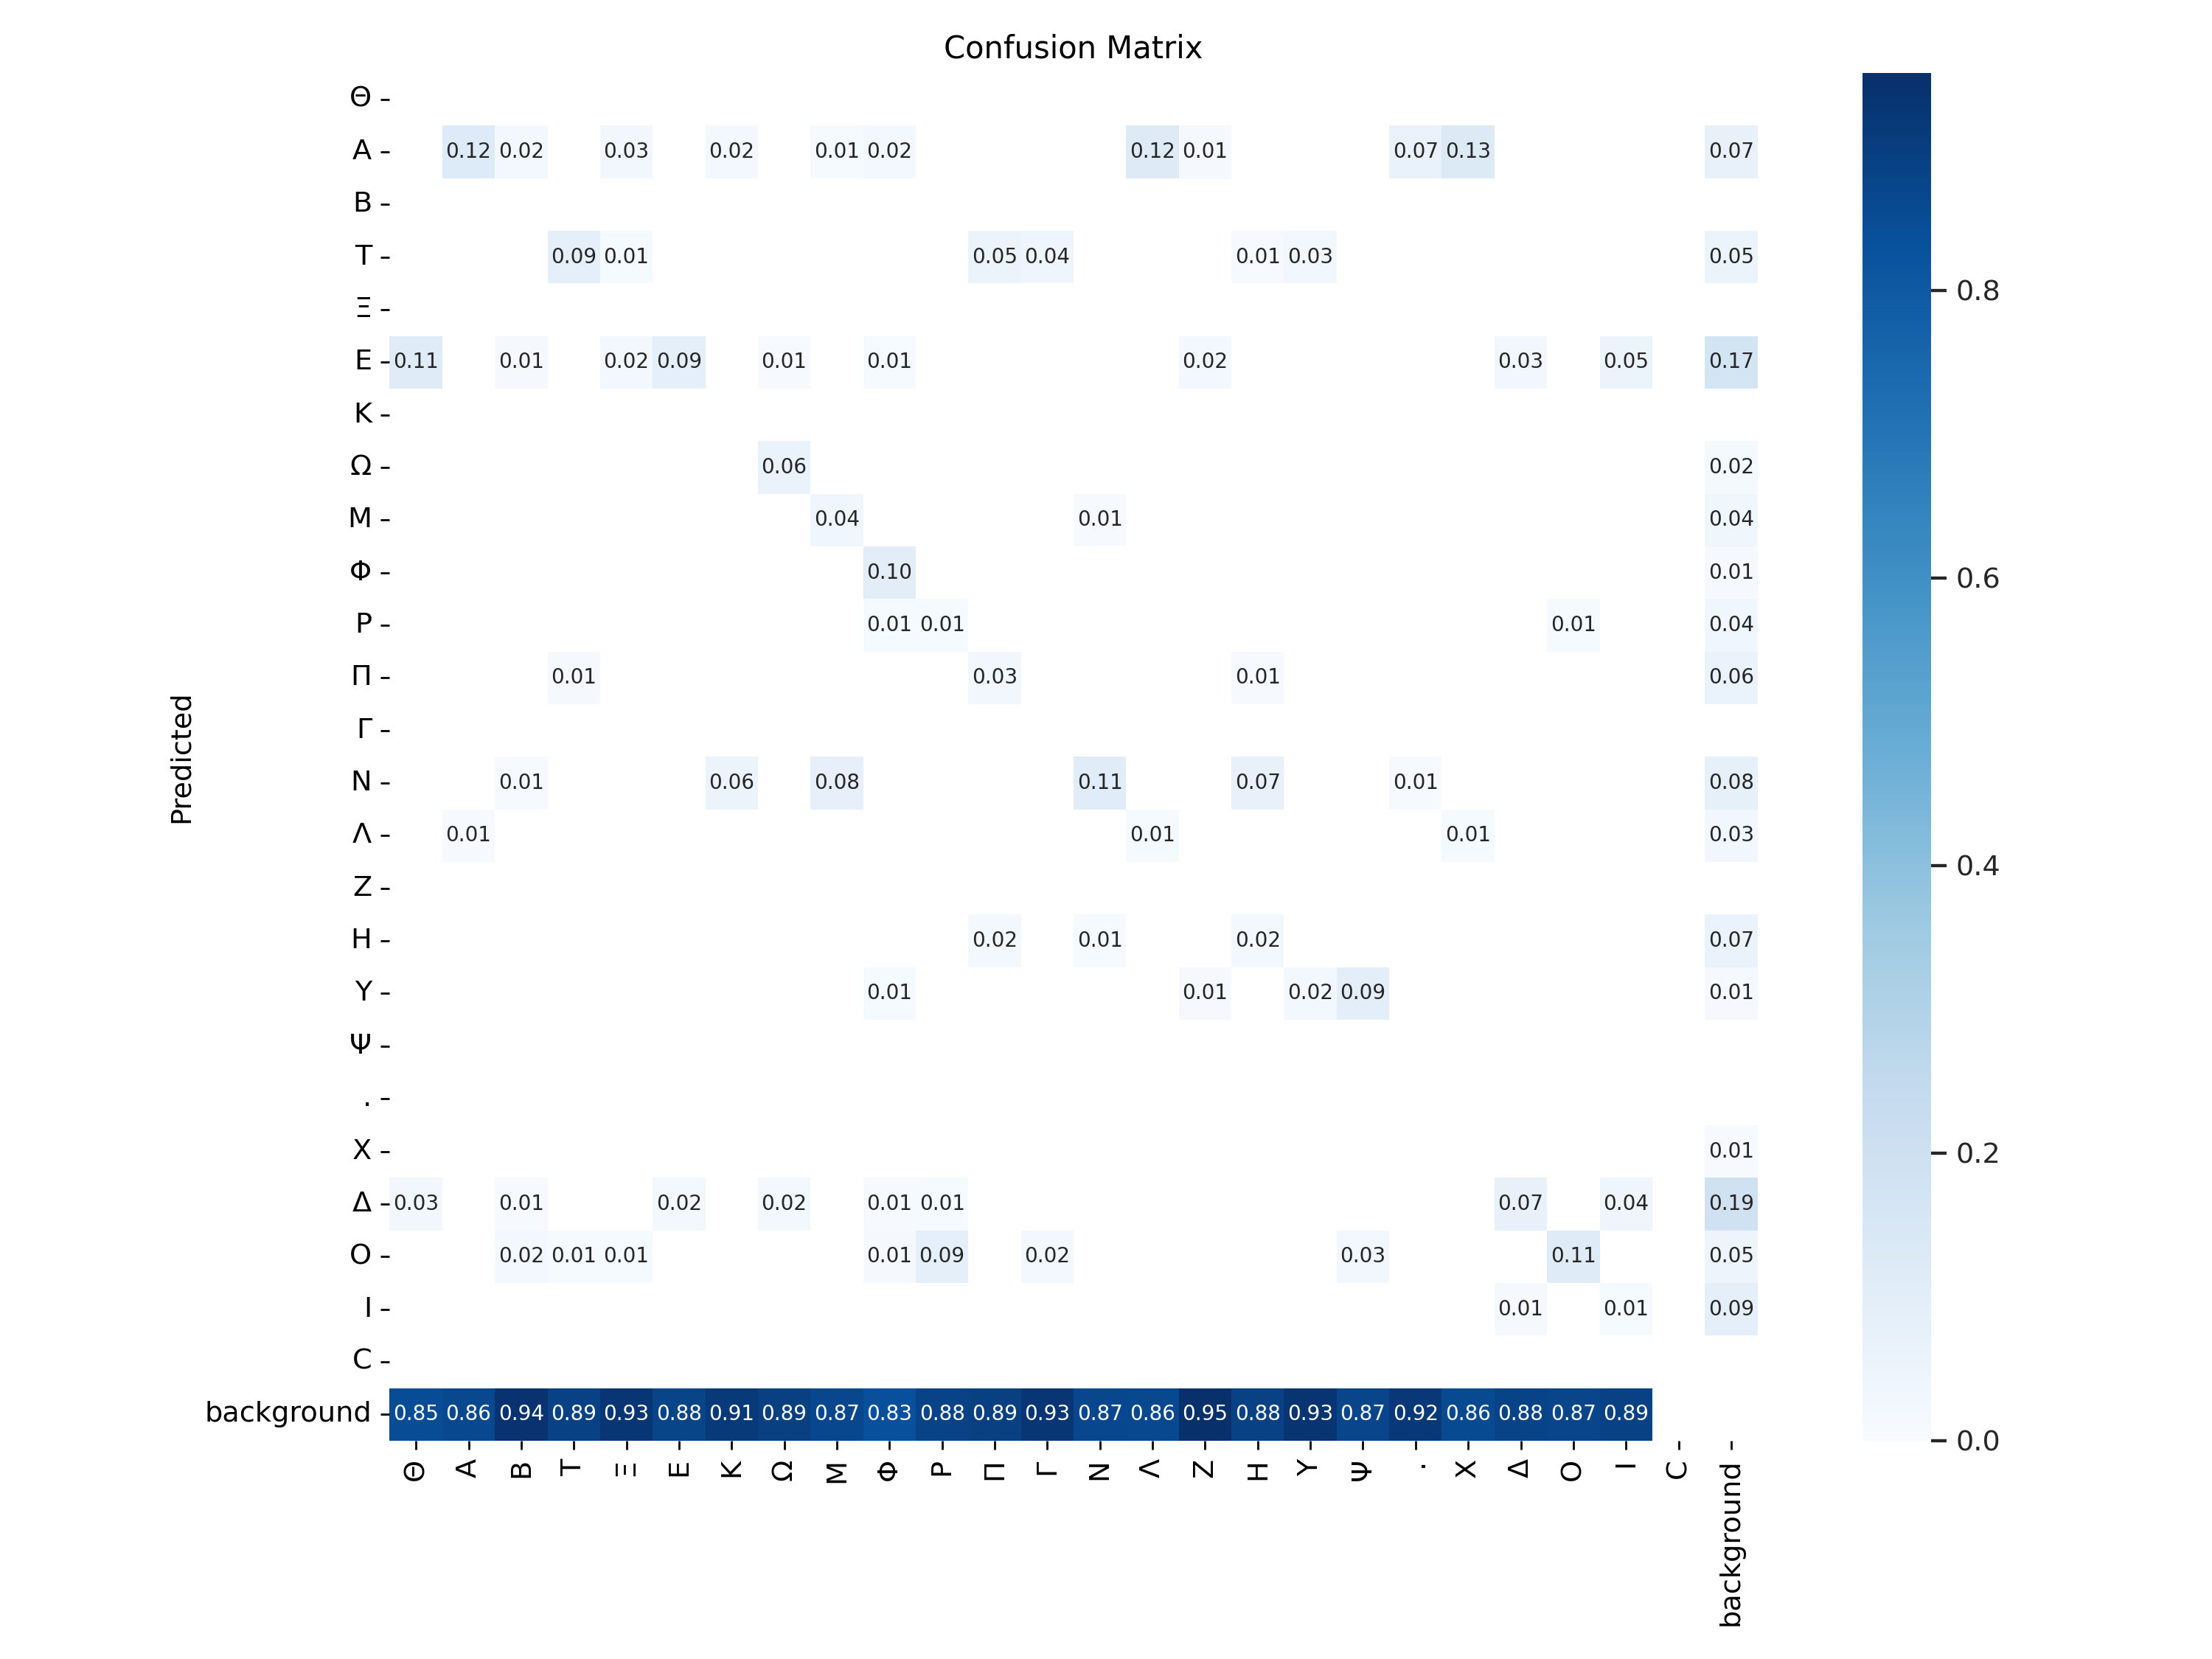 Confusion Matrix
Θ
Α 0.12 0.02 0.03 0.02 0.01 0.02 0.12 0.01 0.07 0.13 0.07
Β
Τ 0.09 0.01 0.05 0.04 0.01 0.03 0.05
Ξ
Ε 0.11 0.01 0.02 0.09 0.01 0.01 0.02 0.03 0.05 0.17
Κ
Ω 0.06 0.02
Μ 0.04 0.01 0.04
Φ 0.10 0.01
Ρ 0.01 0.01 0.01 0.04
Π 0.01 0.03 0.01 0.06
Γ
Ν 0.01 0.06 0.08 0.11 0.07 0.01 0.08
Λ 0.01 0.01 0.01 0.03
Ζ
Η 0.02 0.01 0.02 0.07
Υ 0.01 0.01 0.02 0.09 0.01
Ψ
.
Χ 0.01
Δ 0.03 0.01 0.02 0.02 0.01 0.01 0.07 0.04 0.19
Ο 0.02 0.01 0.01 0.01 0.09 0.02 0.03 0.11 0.05
Ι 0.01 0.01 0.09
C
background 0.85 0.86 0.94 0.89 0.93 0.88 0.91 0.89 0.87 0.83 0.88 0.89 0.93 0.87 0.86 0.95 0.88 0.93 0.87 0.92 0.86 0.88 0.87 0.89
Θ Α Β Τ Ξ Ε Κ Ω Μ Φ Ρ Π Γ Ν Λ Ζ Η Υ Ψ . Χ Δ Ο Ι C background
Predicted
0.8
0.6
0.4
0.2
0.0